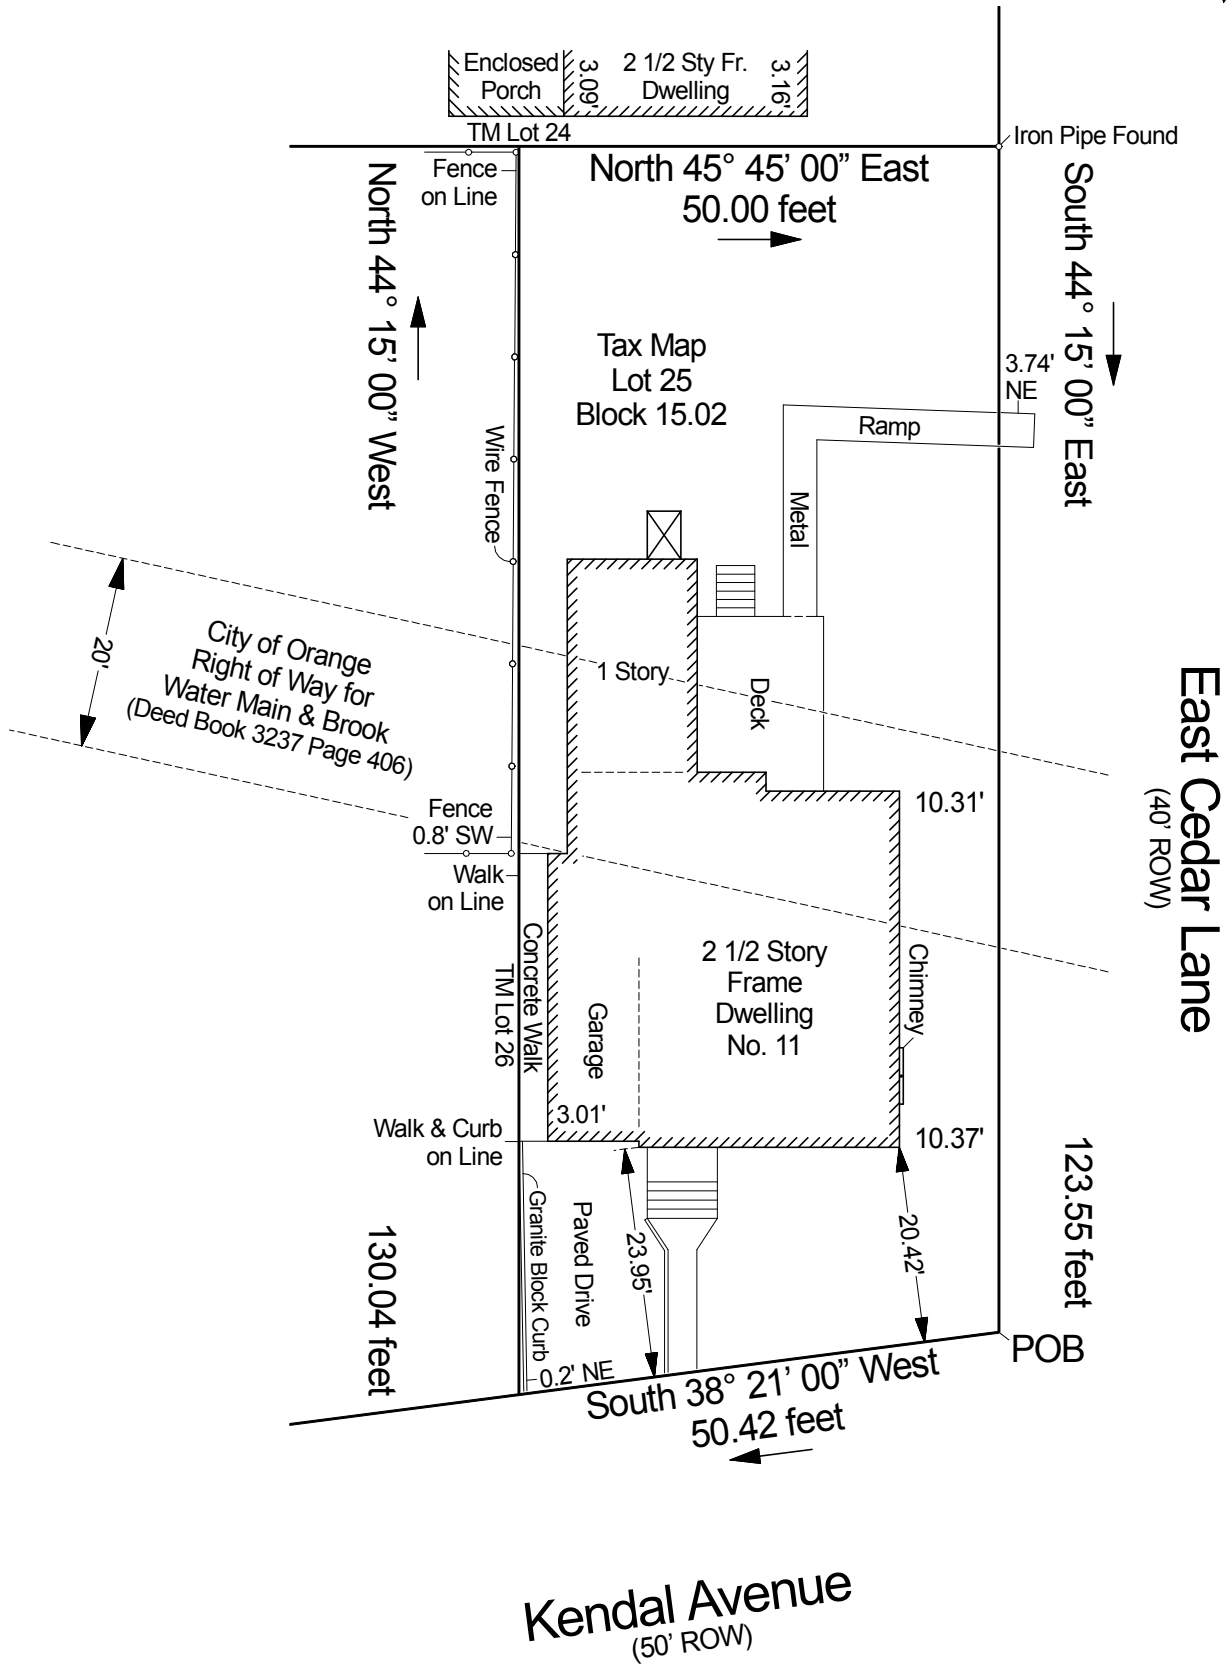 Enclosed
Porch
3.09'
2 1/2 Sty Fr.
Dwelling
3.16'
TM Lot 24
Iron Pipe Found
Fence
on Line
North 45° 45’ 00” East
50.00 feet
North 44° 15’ 00” West
South 44° 15’ 00” East
Tax Map
Lot 25
Block 15.02
3.74'
NE
Ramp
Metal
Wire Fence
20'
City of Orange
Right of Way for
Water Main & Brook
(Deed Book 3237 Page 406)
1 Story
Deck
East Cedar Lane
(40’ ROW)
10.31'
Fence
0.8' SW
Walk
on Line
Concrete Walk
TM Lot 26
Garage
2 1/2 Story
Frame
Dwelling
No. 11
Chimney
3.01'
Walk & Curb
on Line
10.37'
123.55 feet
130.04 feet
Granite Block Curb
Paved Drive
23.95'
20.42'
0.2' NE
POB
South 38° 21’ 00” West
50.42 feet
Kendal Avenue
(50’ ROW)